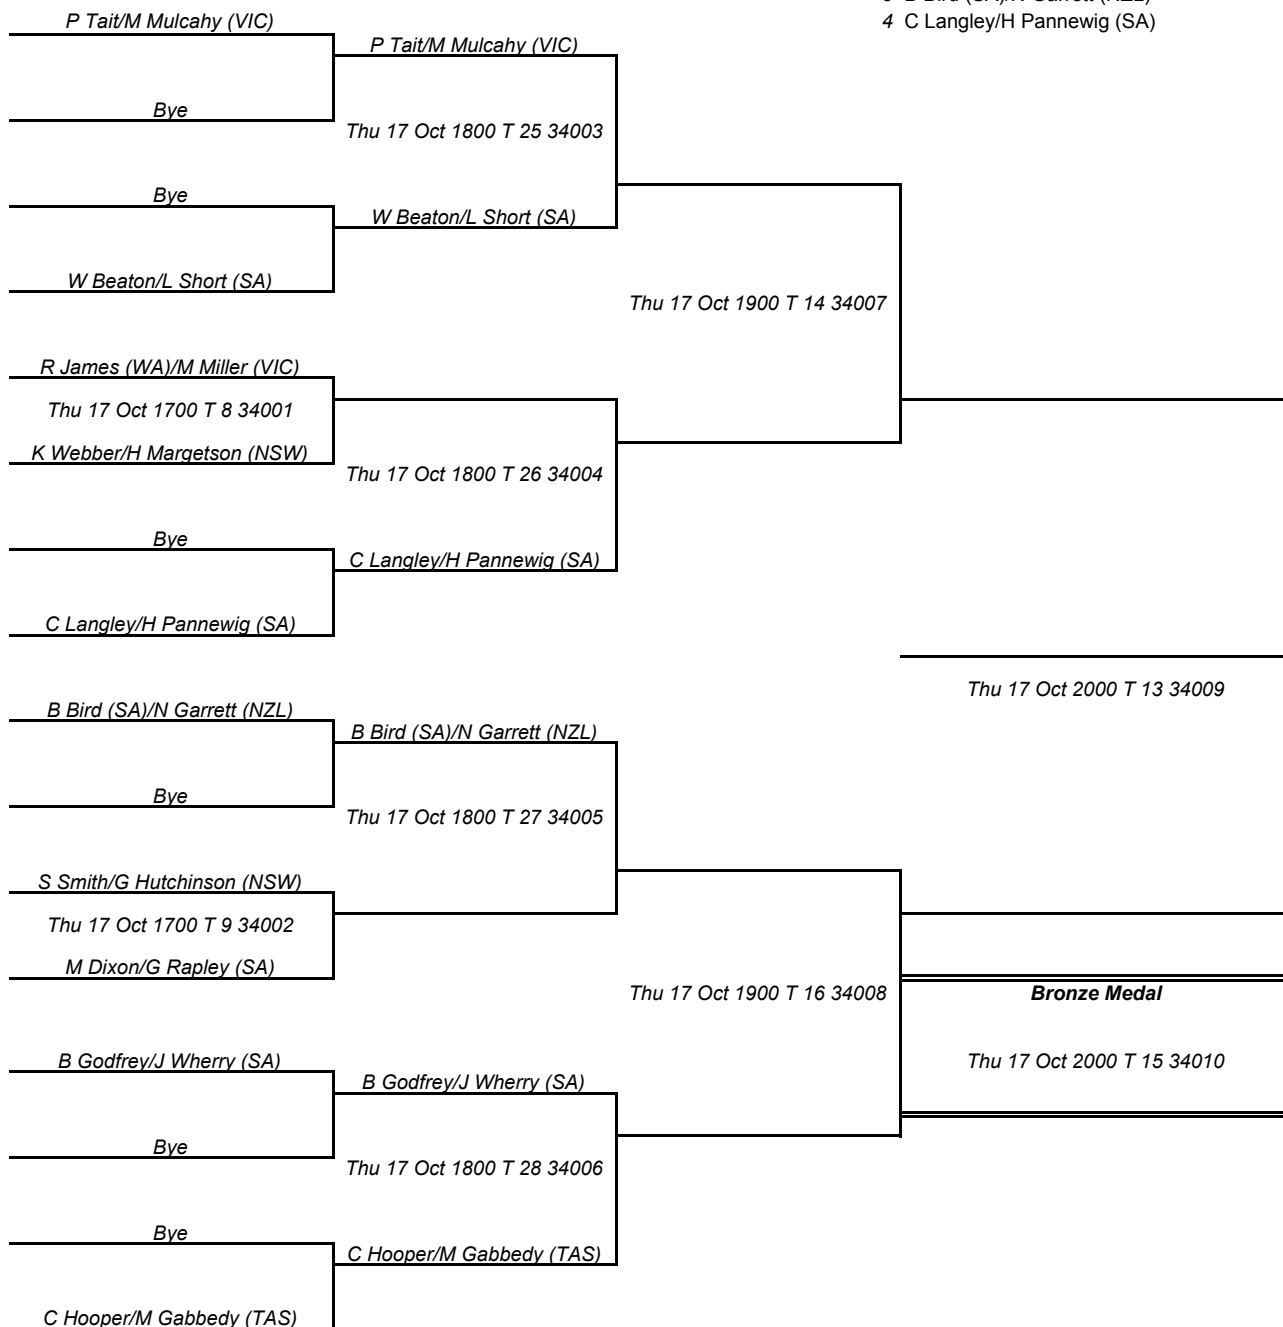 4 C Langley/H Pannewig (SA)
P Tait/M Mulcahy (VIC)
P Tait/M Mulcahy (VIC)
Bye
Thu 17 Oct 1800 T 25 34003
Bye
W Beaton/L Short (SA)
W Beaton/L Short (SA)
Thu 17 Oct 1900 T 14 34007
R James (WA)/M Miller (VIC)
Thu 17 Oct 1700 T 8 34001
K Webber/H Margetson (NSW)
Thu 17 Oct 1800 T 26 34004
Bye
C Langley/H Pannewig (SA)
C Langley/H Pannewig (SA)
Thu 17 Oct 2000 T 13 34009
B Bird (SA)/N Garrett (NZL)
B Bird (SA)/N Garrett (NZL)
Bye
Thu 17 Oct 1800 T 27 34005
S Smith/G Hutchinson (NSW)
Thu 17 Oct 1700 T 9 34002
M Dixon/G Rapley (SA)
Thu 17 Oct 1900 T 16 34008
Bronze Medal
B Godfrey/J Wherry (SA)
Thu 17 Oct 2000 T 15 34010
B Godfrey/J Wherry (SA)
Bye
Thu 17 Oct 1800 T 28 34006
Bye
C Hooper/M Gabbedy (TAS)
C Hooper/M Gabbedy (TAS)